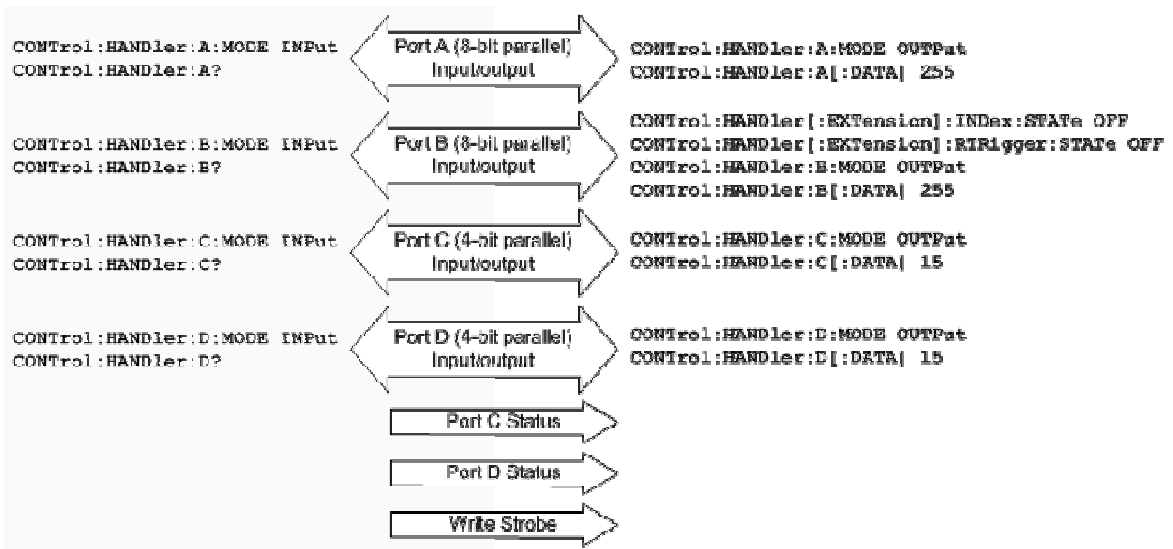 CONTrol:HANDler:A:MODE INPut
CONTrol:HANDler:A?
Port A (8-bit parallel)
Input/output
CONTrol:HANDler:A:MODE OUTPut
CONTrol:HANDler:A[:DATA] 255
CONTrol:HANDler:B:MODE INPut
CONTrol:HANDler:B?
Port B (8-bit parallel)
Input/output
CONTrol:HANDler[:EXTension]:INDex:STATe OFF
CONTrol:HANDler[:EXTension]:RTRigger:STATe OFF
CONTrol:HANDler:B:MODE OUTPut
CONTrol:HANDler:B[:DATA] 255
CONTrol:HANDler:C:MODE INPut
CONTrol:HANDler:C?
Port C (4-bit parallel)
Input/output
CONTrol:HANDler:C:MODE OUTPut
CONTrol:HANDler:C[:DATA] 15
CONTrol:HANDler:D:MODE INPut
CONTrol:HANDler:D?
Port D (4-bit parallel)
Input/output
CONTrol:HANDler:D:MODE OUTPut
CONTrol:HANDler:D[:DATA] 15
Port C Status
Port D Status
Write Strobe